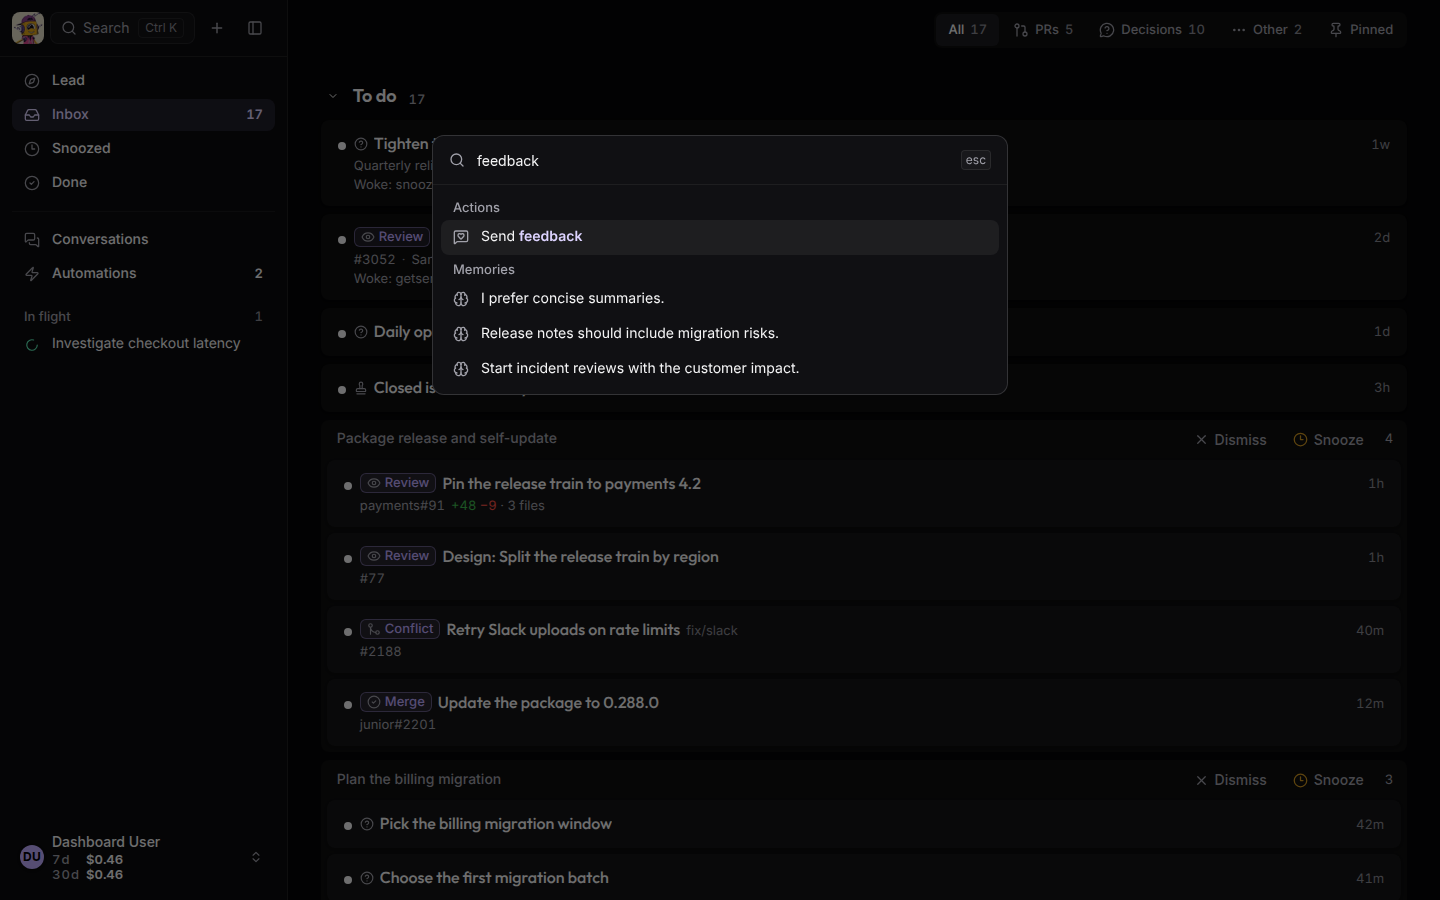 Search Ctrl K
Lead
Inbox 17
Snoozed
Done
Conversations
Automations 2
In flight 1
Investigate checkout latency
Dashboard User
7d $0.46
30d $0.46
DU
All 17 PRs 5 Decisions 10 Other 2 Pinned
To do 17
Tighten 1w
Quarterly reli
Woke: snooz
Review 2d
#3052 · Sar
Woke: getser
Daily op 1d
Closed is 3h
feedback esc
Actions
Send feedback
Memories
I prefer concise summaries.
Release notes should include migration risks.
Start incident reviews with the customer impact.
Package release and self-update Dismiss Snooze 4
Review Pin the release train to payments 4.2 1h
payments#91 +48 −9 · 3 files
Review Design: Split the release train by region 1h
#77
Conflict Retry Slack uploads on rate limits fix/slack 40m
#2188
Merge Update the package to 0.288.0 12m
junior#2201
Plan the billing migration Dismiss Snooze 3
Pick the billing migration window 42m
Choose the first migration batch 41m